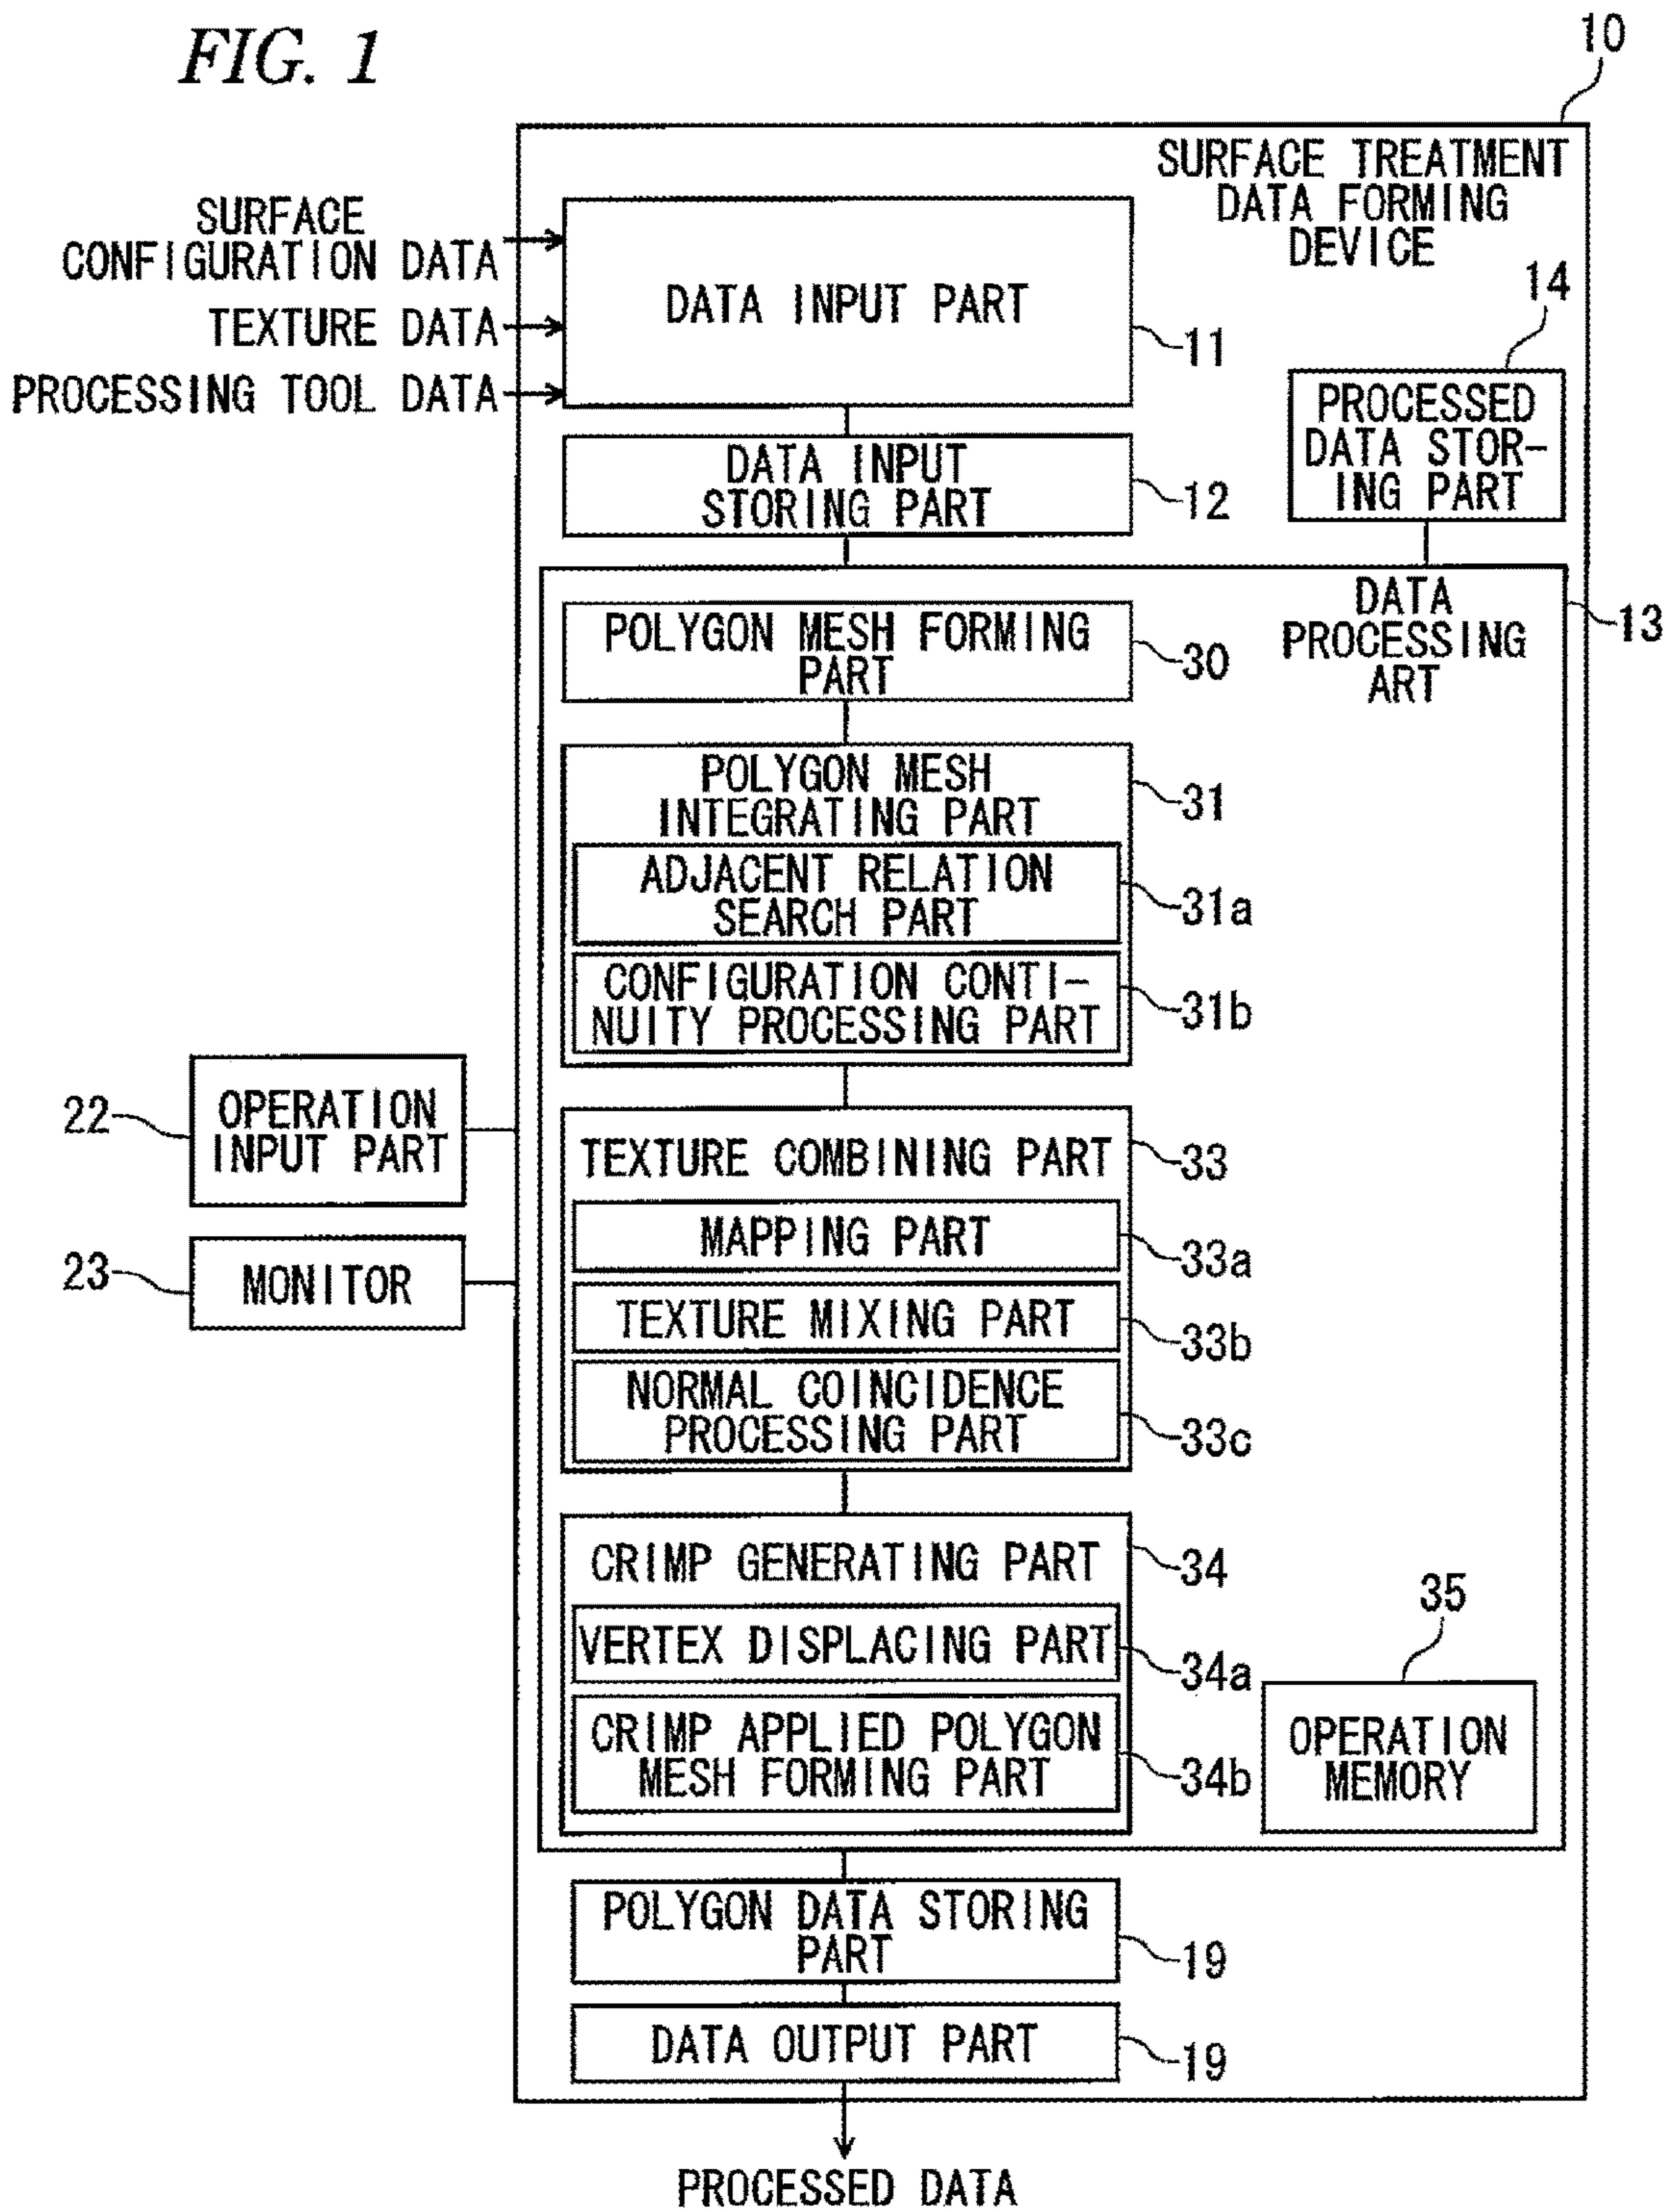 FIG. 1
10
SURFACE TREATMENT
DATA FORMING
DEVICE
SURFACE
CONFIGURATION DATA
TEXTURE DATA
PROCESSING TOOL DATA
DATA INPUT PART
11
14
PROCESSED
DATA STOR-
ING PART
DATA INPUT
STORING PART
12
DATA
PROCESSING
ART
13
POLYGON MESH FORMING
PART
30
POLYGON MESH
INTEGRATING PART
31
ADJACENT RELATION
SEARCH PART
31a
CONFIGURATION CONTI-
NUITY PROCESSING PART
31b
22
OPERATION
INPUT PART
23
MONITOR
TEXTURE COMBINING PART
33
MAPPING PART
33a
TEXTURE MIXING PART
33b
NORMAL COINCIDENCE
PROCESSING PART
33c
CRIMP GENERATING PART
34
VERTEX DISPLACING PART
34a
CRIMP APPLIED POLYGON
MESH FORMING PART
34b
35
OPERATION
MEMORY
POLYGON DATA STORING
PART
19
DATA OUTPUT PART
19
PROCESSED DATA